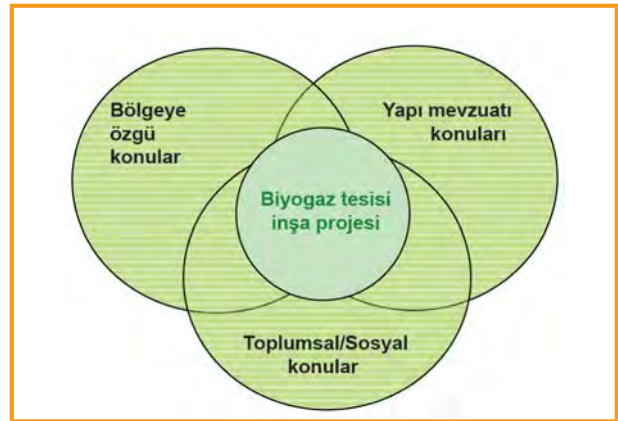 Bölgeye
özgü
konular
Yapı mevzuatı
konuları
Biyogaz tesisi
inşa projesi
Toplumsal/Sosyal
konular